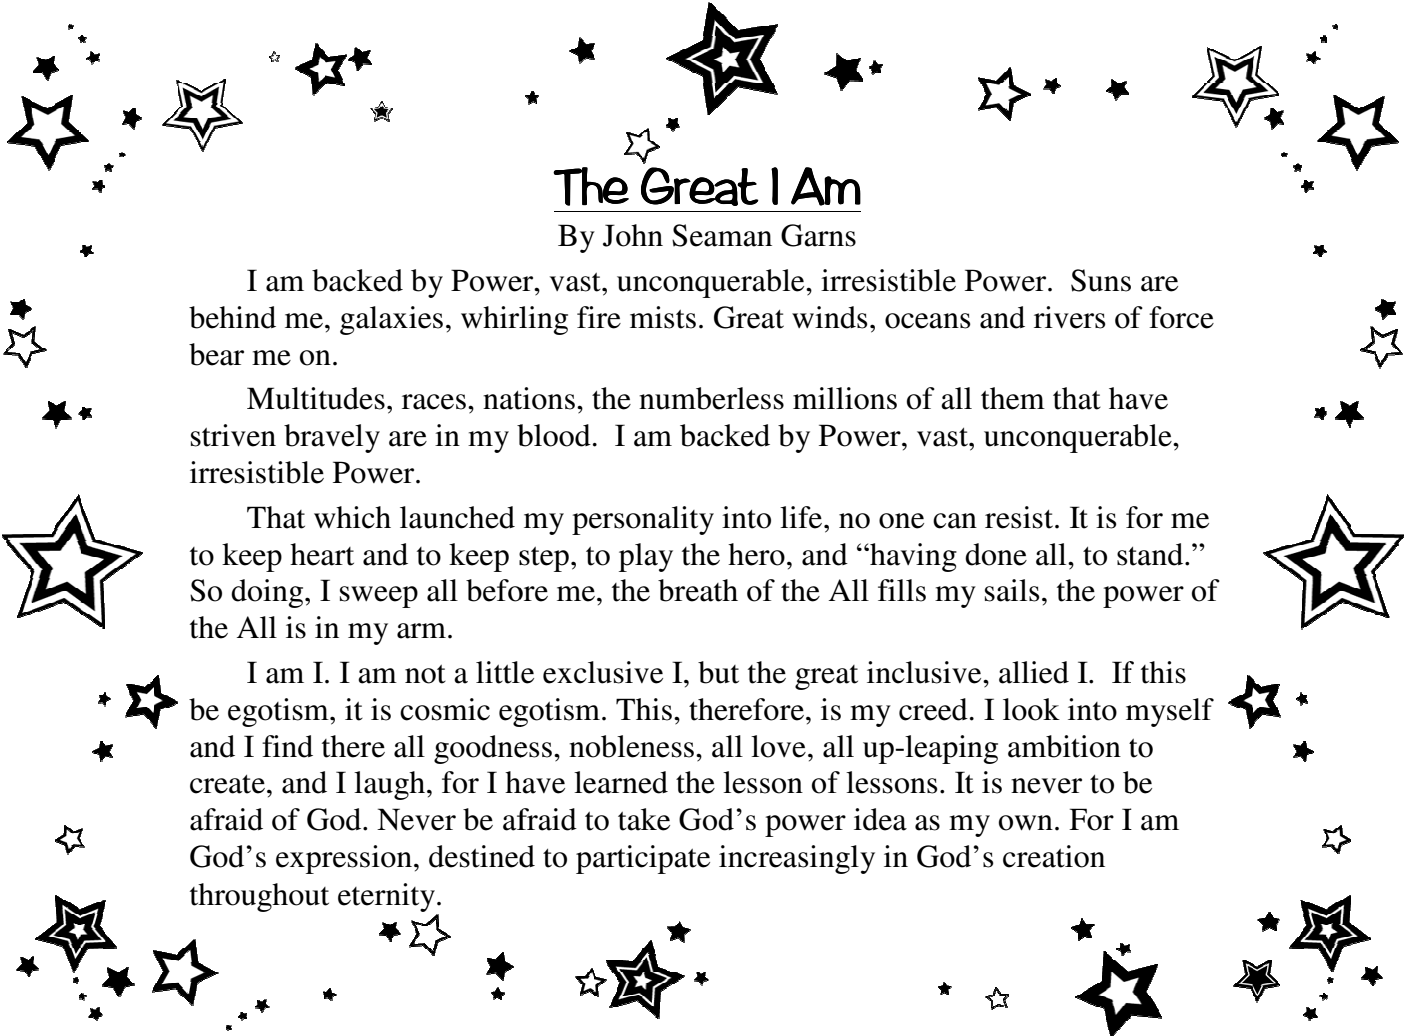 The Great I Am
By John Seaman Garns
I am backed by Power, vast, unconquerable, irresistible Power.  Suns are
behind me, galaxies, whirling fire mists. Great winds, oceans and rivers of force
bear me on.
Multitudes, races, nations, the numberless millions of all them that have
striven bravely are in my blood.  I am backed by Power, vast, unconquerable,
irresistible Power.
That which launched my personality into life, no one can resist. It is for me
to keep heart and to keep step, to play the hero, and “having done all, to stand.”
So doing, I sweep all before me, the breath of the All fills my sails, the power of
the All is in my arm.
I am I. I am not a little exclusive I, but the great inclusive, allied I.  If this
be egotism, it is cosmic egotism. This, therefore, is my creed. I look into myself
and I find there all goodness, nobleness, all love, all up-leaping ambition to
create, and I laugh, for I have learned the lesson of lessons. It is never to be
afraid of God. Never be afraid to take God’s power idea as my own. For I am
God’s expression, destined to participate increasingly in God’s creation
throughout eternity.